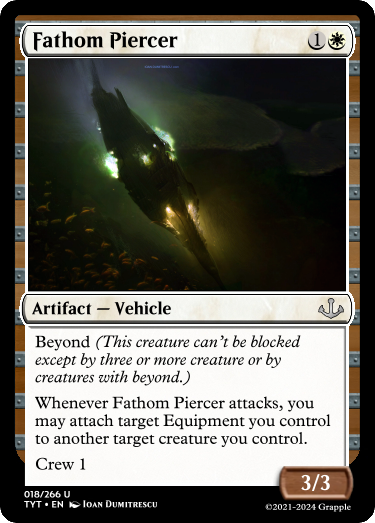 Fathom Piercer 1
Artifact — Vehicle
Beyond (This creature can't be blocked
except by three or more creature or by
creatures with beyond.)
Whenever Fathom Piercer attacks, you
may attach target Equipment you control
to another target creature you control.
Crew 1
3/3
018/266 U
TYT • EN Ioan Dumitrescu
©2021-2024 Grapple